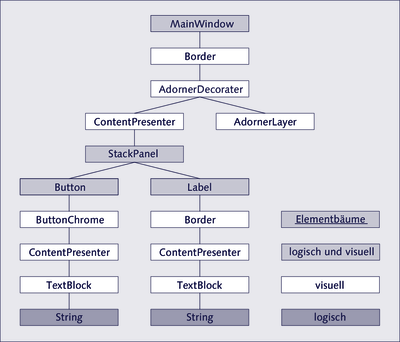 MainWindow
Border
AdornerDecorater
ContentPresenter
AdornerLayer
StackPanel
Button
Label
ButtonChrome
Border
Elementbäume
ContentPresenter
ContentPresenter
logisch und visuell
TextBlock
TextBlock
visuell
String
String
logisch